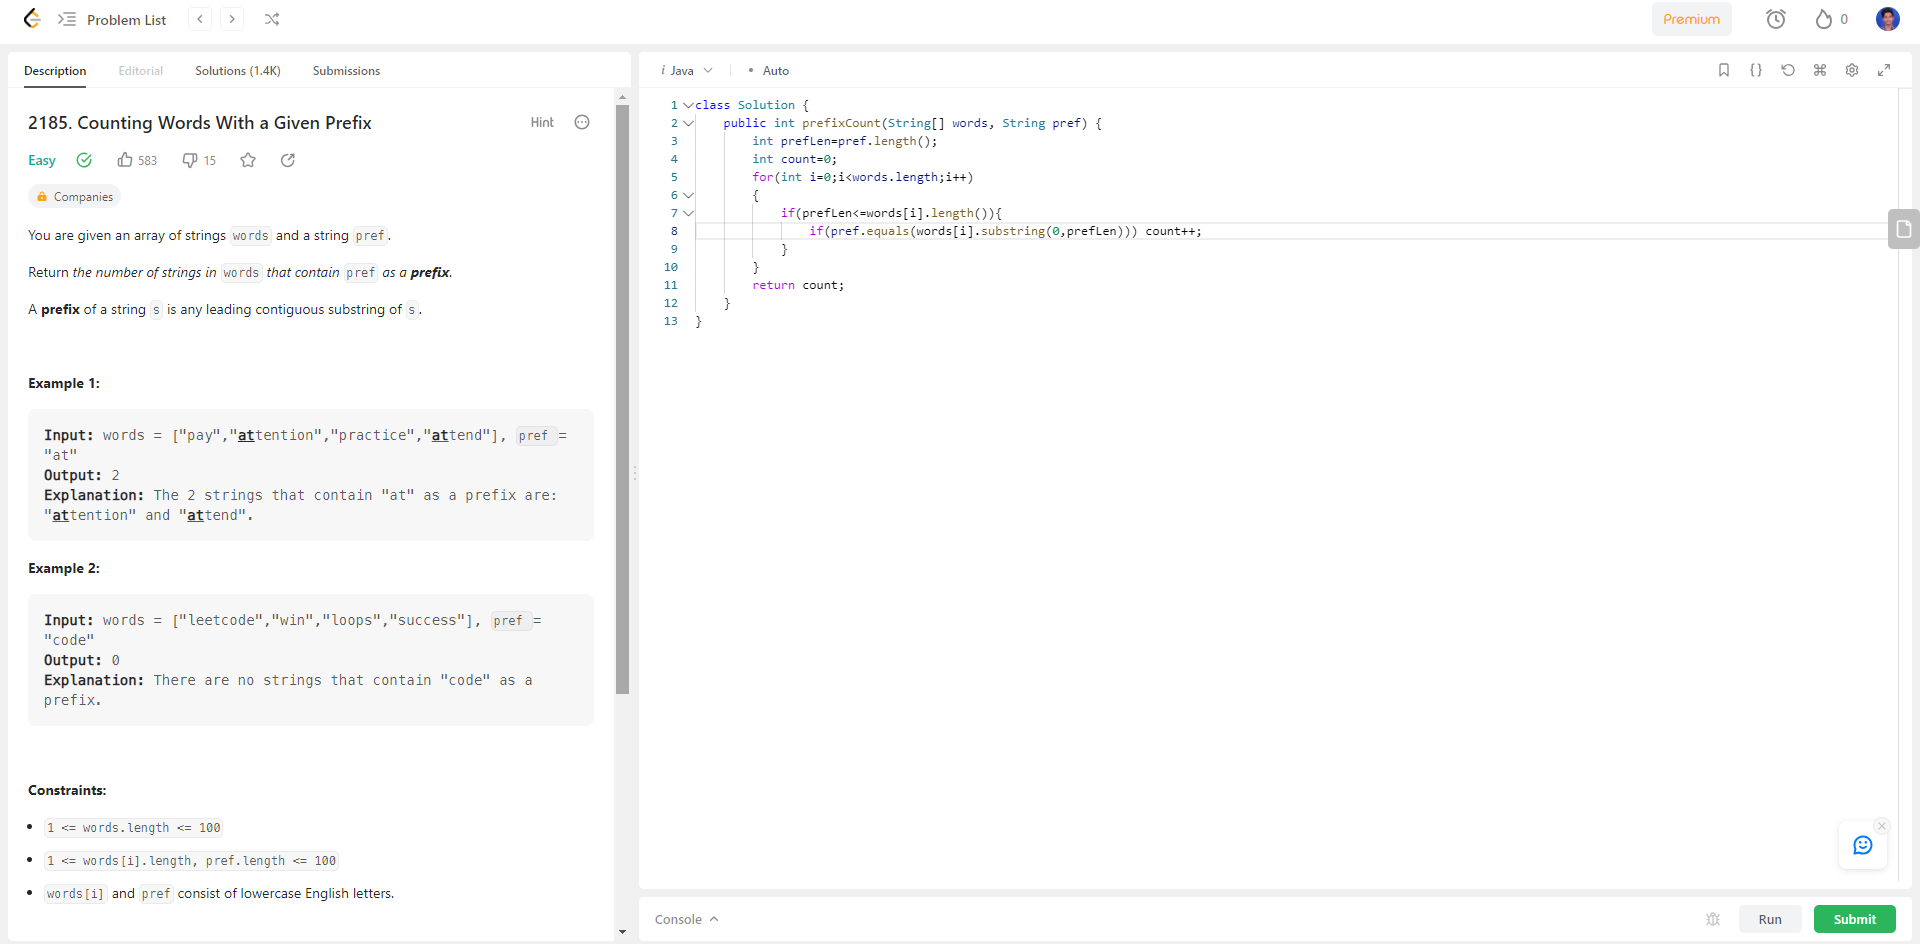 Problem List
Premium
0
Description Editorial Solutions (1.4K) Submissions
2185. Counting Words With a Given Prefix
Hint
Easy 583 15
Companies
You are given an array of strings words and a string pref.
Return the number of strings in words that contain pref as a prefix.
A prefix of a string s is any leading contiguous substring of s.
Example 1:
Input: words = ["pay","attention","practice","attend"], pref =
"at"
Output: 2
Explanation: The 2 strings that contain "at" as a prefix are:
"attention" and "attend".
Example 2:
Input: words = ["leetcode","win","loops","success"], pref =
"code"
Output: 0
Explanation: There are no strings that contain "code" as a
prefix.
Constraints:
1 <= words.length <= 100
1 <= words[i].length, pref.length <= 100
words[i] and pref consist of lowercase English letters.
i Java • Auto
1 class Solution {
2 public int prefixCount(String[] words, String pref) {
3 int prefLen=pref.length();
4 int count=0;
5 for(int i=0;i<words.length;i++)
6 {
7 if(prefLen<=words[i].length()){
8 if(pref.equals(words[i].substring(0,prefLen))) count++;
9 }
10 }
11 return count;
12 }
13 }
Console
Run
Submit